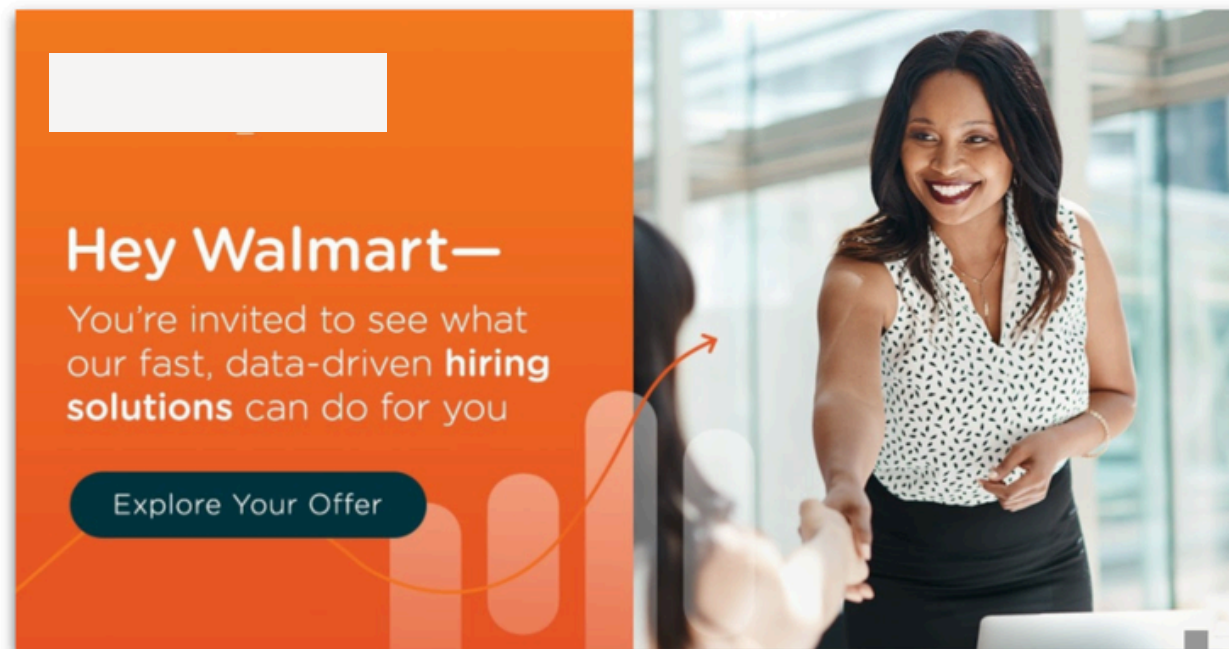 Hey Walmart—
You're invited to see what
our fast, data-driven hiring
solutions can do for you
Explore Your Offer